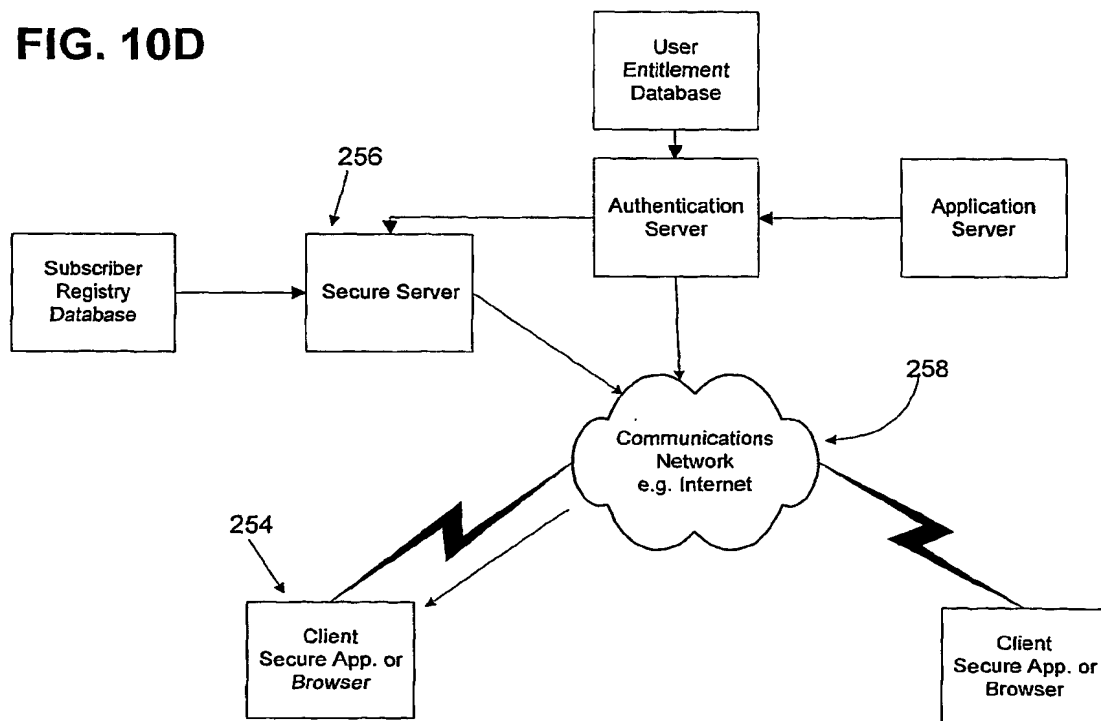 FIG. 10D
User
Entitlement
Database
256
Authentication
Server
Application
Server
Subscriber
Registry
Database
Secure Server
258
Communications
Network
e.g. Internet
254
Client
Secure App. or
Browser
Client
Secure App. or
Browser